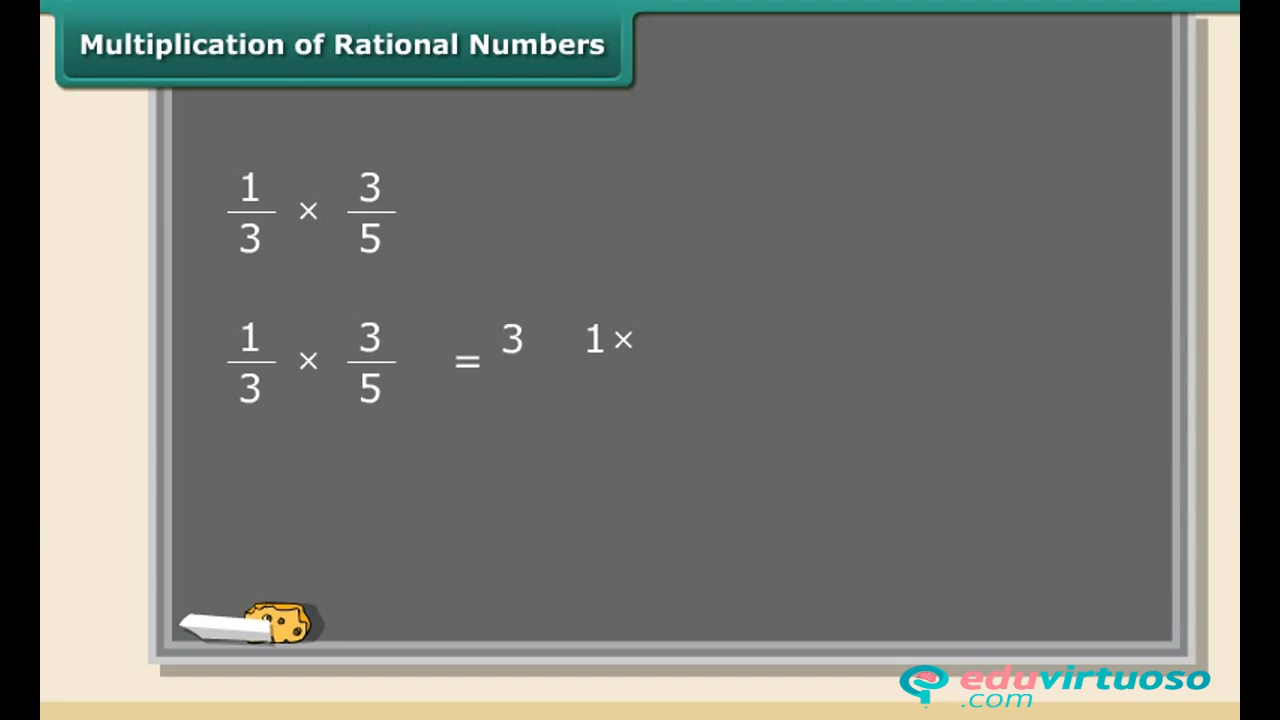 Multiplication of Rational Numbers
1/3 × 3/5
1/3 × 3/5 = 3 1 ×
eduvirtuoso
.com